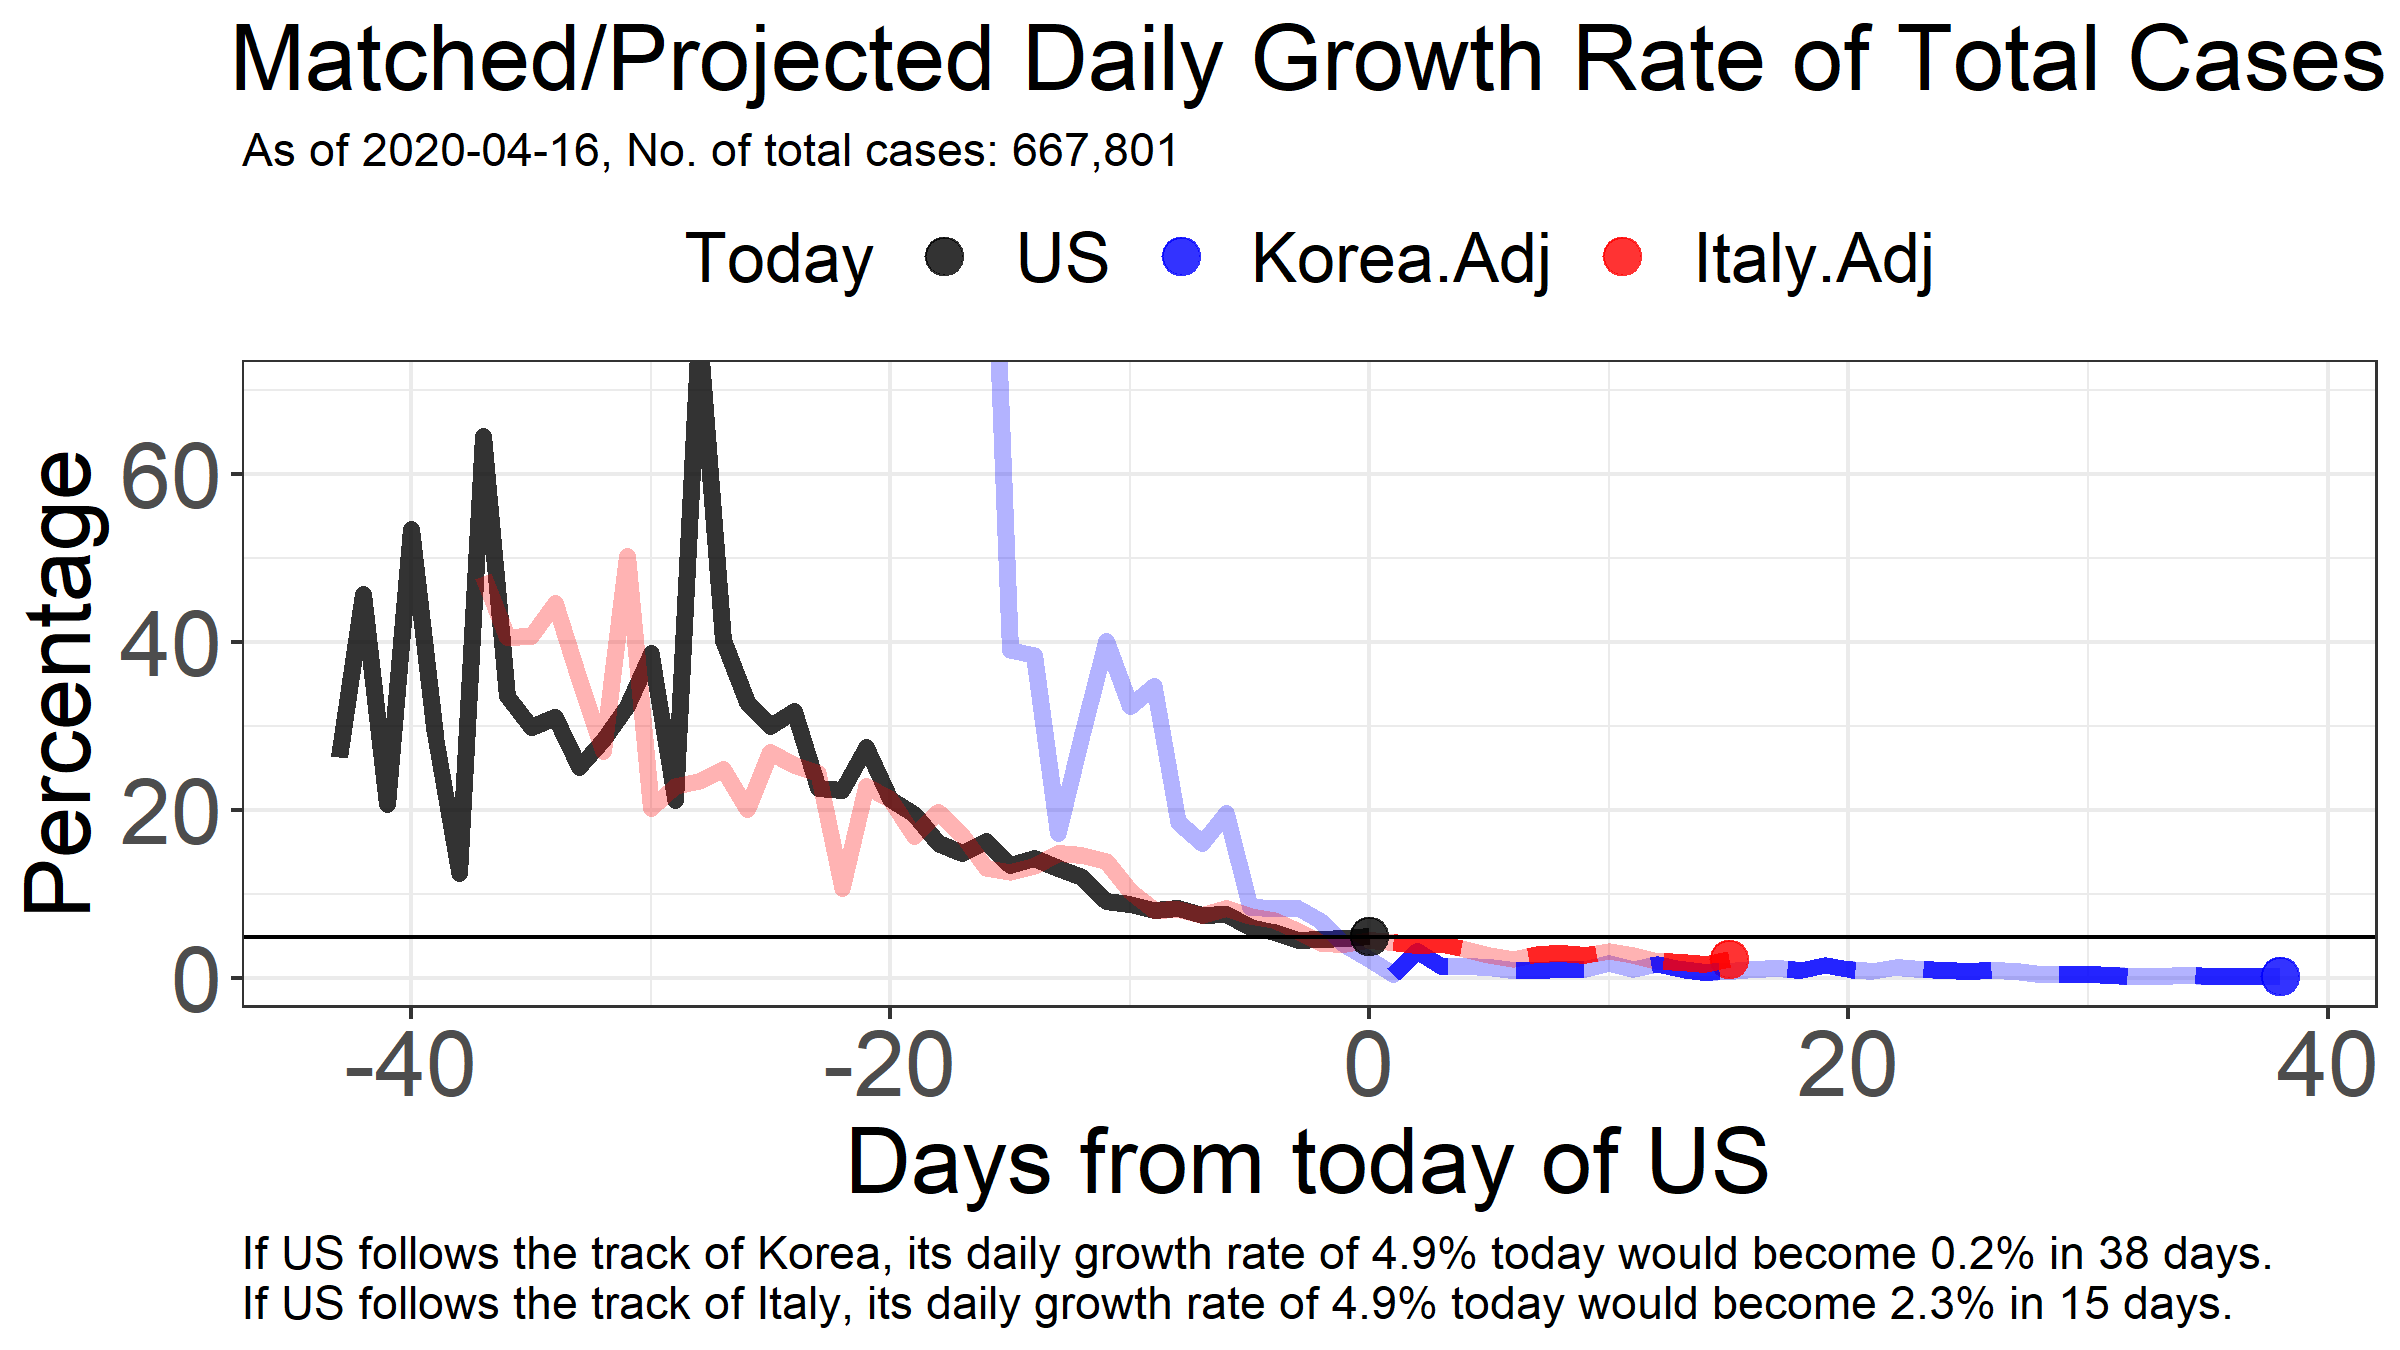 Matched/Projected Daily Growth Rate of Total Cases
As of 2020-04-16, No. of total cases: 667,801
Today US Korea.Adj Italy.Adj
Percentage
60
40
20
0
-40 -20 0 20 40
Days from today of US
If US follows the track of Korea, its daily growth rate of 4.9% today would become 0.2% in 38 days.
If US follows the track of Italy, its daily growth rate of 4.9% today would become 2.3% in 15 days.